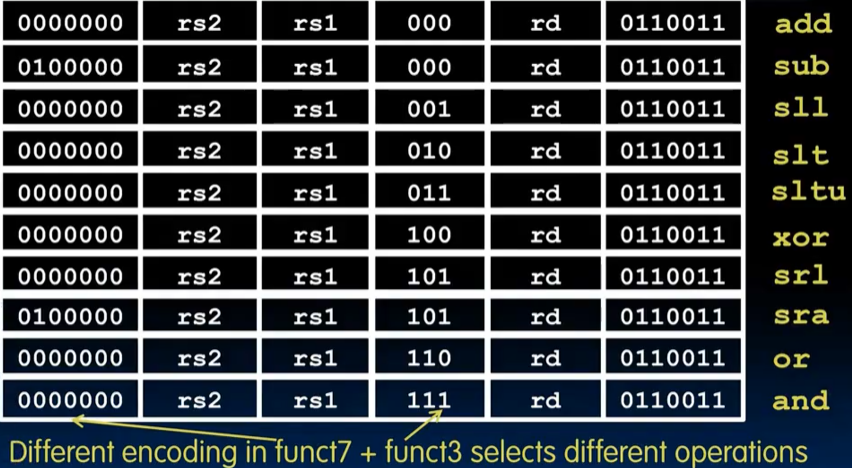 0000000 rs2 rs1 000 rd 0110011 add
0100000 rs2 rs1 000 rd 0110011 sub
0000000 rs2 rs1 001 rd 0110011 sll
0000000 rs2 rs1 010 rd 0110011 slt
0000000 rs2 rs1 011 rd 0110011 sltu
0000000 rs2 rs1 100 rd 0110011 xor
0000000 rs2 rs1 101 rd 0110011 srl
0100000 rs2 rs1 101 rd 0110011 sra
0000000 rs2 rs1 110 rd 0110011 or
0000000 rs2 rs1 111 rd 0110011 and
Different encoding in funct7 + funct3 selects different operations